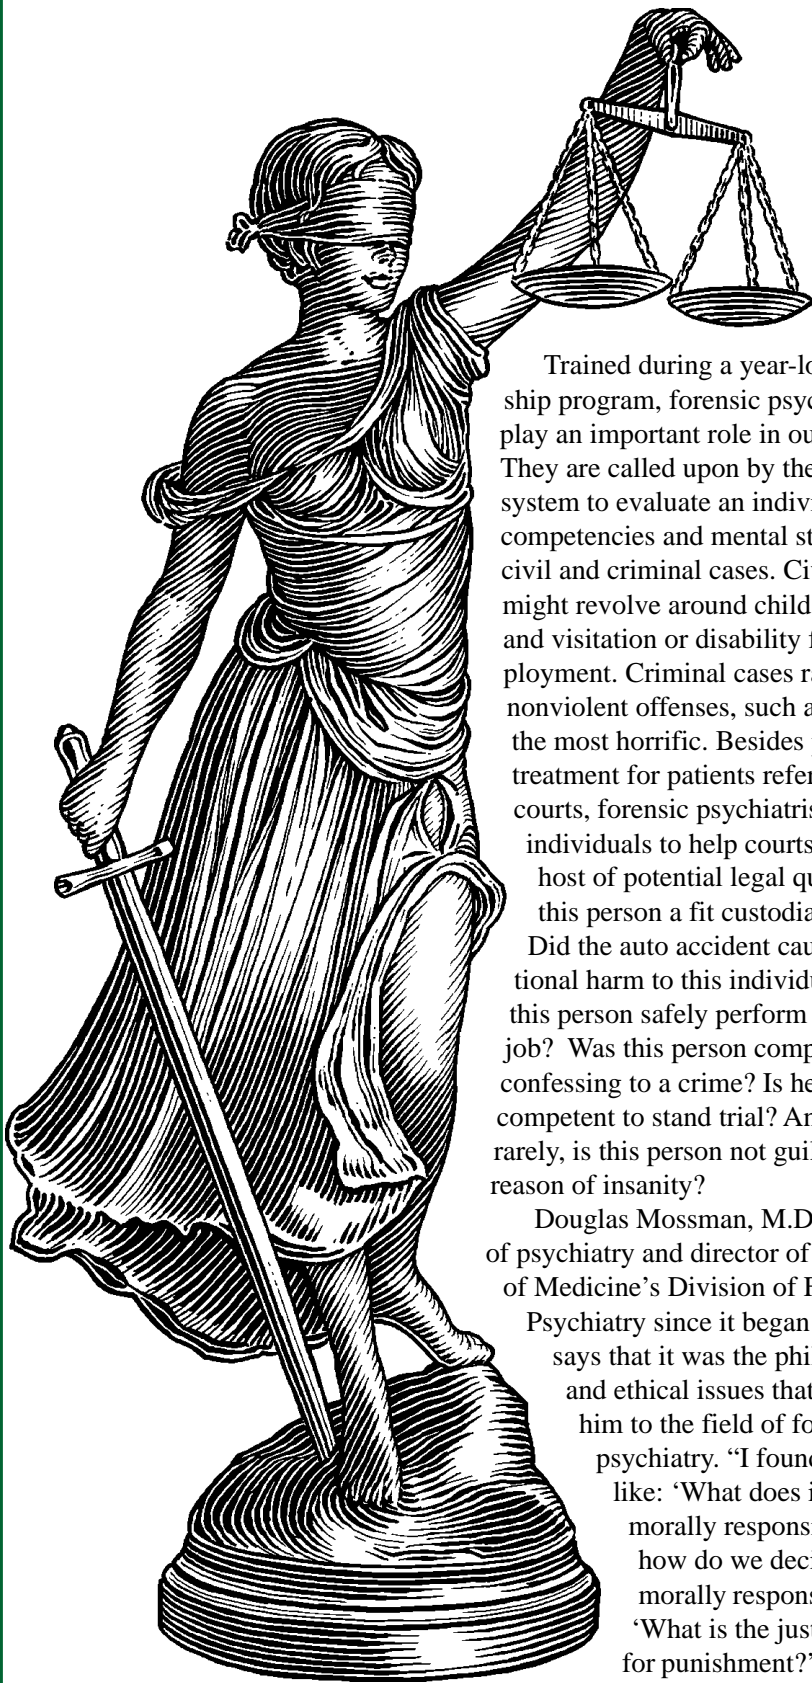 Trained during a year-lo
ship program, forensic psyc
play an important role in ou
They are called upon by the
system to evaluate an indivi
competencies and mental st
civil and criminal cases. Ci
might revolve around child
and visitation or disability f
ployment. Criminal cases ra
nonviolent offenses, such a
the most horrific. Besides p
treatment for patients refer
courts, forensic psychiatris
individuals to help courts
host of potential legal qu
this person a fit custodia
Did the auto accident cau
tional harm to this individu
this person safely perform
job? Was this person comp
confessing to a crime? Is he
competent to stand trial? An
rarely, is this person not guil
reason of insanity?
Douglas Mossman, M.D
of psychiatry and director of
of Medicine’s Division of F
Psychiatry since it began
says that it was the phi
and ethical issues that
him to the field of fo
psychiatry. “I found
like: ‘What does i
morally respons
how do we deci
morally respons
‘What is the just
for punishment?’